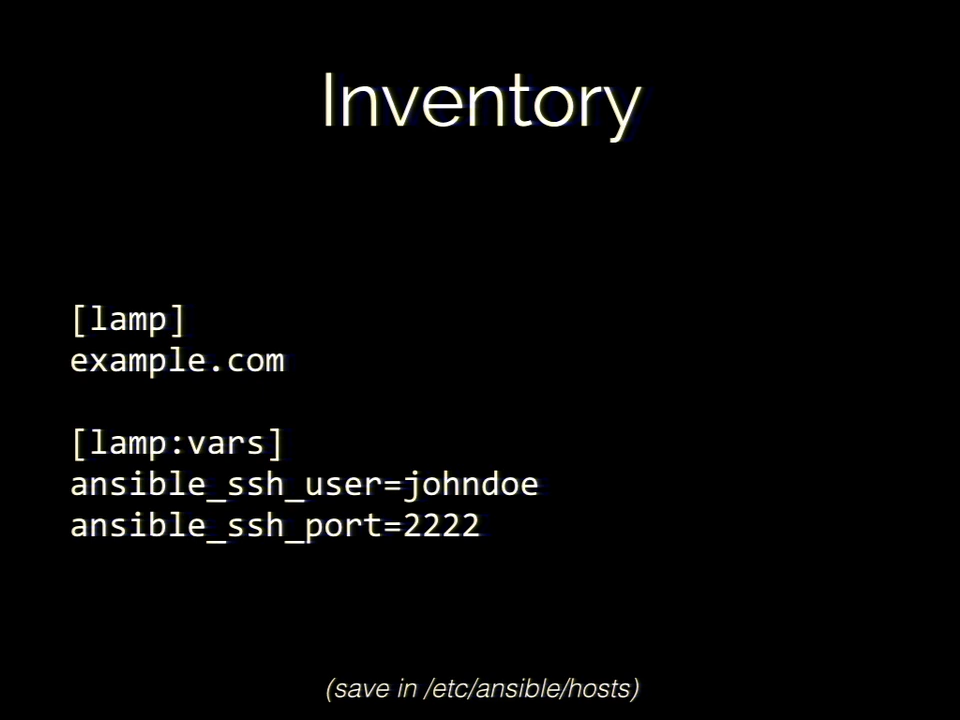 Inventory
[lamp]
example.com
[lamp:vars]
ansible_ssh_user=johndoe
ansible_ssh_port=2222
(save in /etc/ansible/hosts)